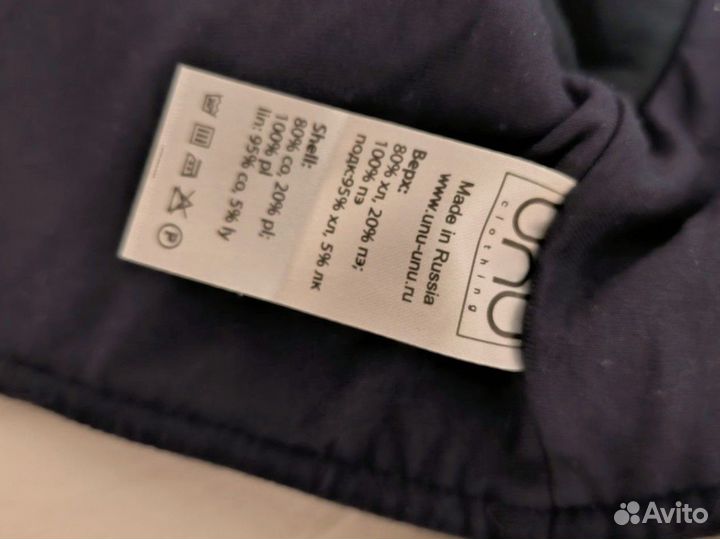 unu
clothing
Made in Russia
www.unu-unu.ru
Верх:
80% хл, 20% пэ:
100% пэ
подк:95% хл, 5% лк
Shell:
80% co, 20% pl:
100% pl
lin: 95% co, 5% ly
P
Avito